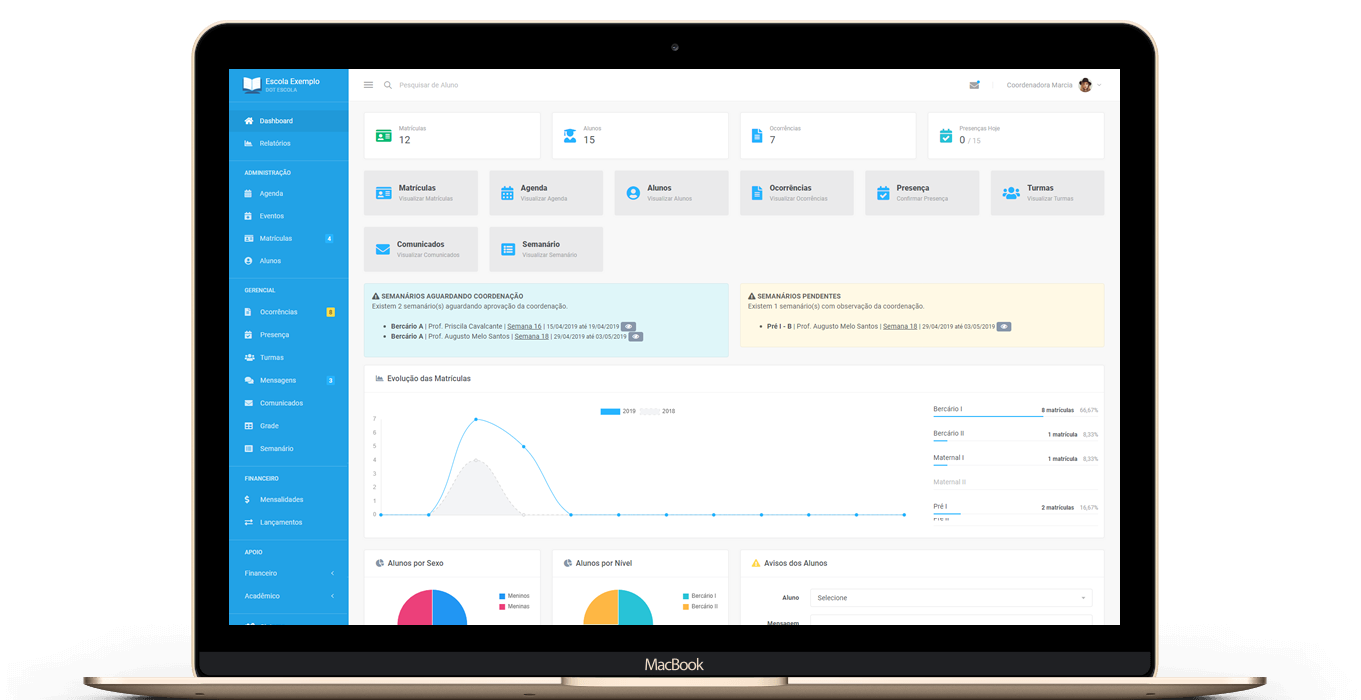 Escola Exemplo
DOT ESCOLA
Pesquisar de Aluno
Coordenadora Marcia
Dashboard
Relatórios
ADMINISTRAÇÃO
Agenda
Eventos
Matrículas 4
Alunos
GERENCIAL
Ocorrências 8
Presença
Turmas
Mensagens 3
Comunicados
Grade
Semanário
FINANCEIRO
$ Mensalidades
Lançamentos
APOIO
Financeiro
Acadêmico
Matrículas
12
Alunos
15
Ocorrências
7
Presenças Hoje
0 / 15
Matrículas
Visualizar Matrículas
Agenda
Visualizar Agenda
Alunos
Visualizar Alunos
Ocorrências
Visualizar Ocorrências
Presença
Confirmar Presença
Turmas
Visualizar Turmas
Comunicados
Visualizar Comunicados
Semanário
Visualizar Semanário
SEMANÁRIOS AGUARDANDO COORDENAÇÃO
Existem 2 semanário(s) aguardando aprovação da coordenação.
• Bercário A | Prof. Priscila Cavalcante | Semana 16 | 15/04/2019 até 19/04/2019
• Bercário A | Prof. Augusto Melo Santos | Semana 18 | 29/04/2019 até 03/05/2019
SEMANÁRIOS PENDENTES
Existem 1 semanário(s) com observação da coordenação.
• Pré I - B | Prof. Augusto Melo Santos | Semana 18 | 29/04/2019 até 03/05/2019
Evolução das Matrículas
2019 2018
7
6
5
4
3
2
1
0
Bercário I 8 matrículas 66,67%
Bercário II 1 matrícula 8,33%
Maternal I 1 matrícula 8,33%
Maternal II
Pré I 2 matrículas 16,67%
Alunos por Sexo
Meninos
Meninas
Alunos por Nível
Bercário I
Bercário II
Avisos dos Alunos
Aluno Selecione
Mensagem
MacBook